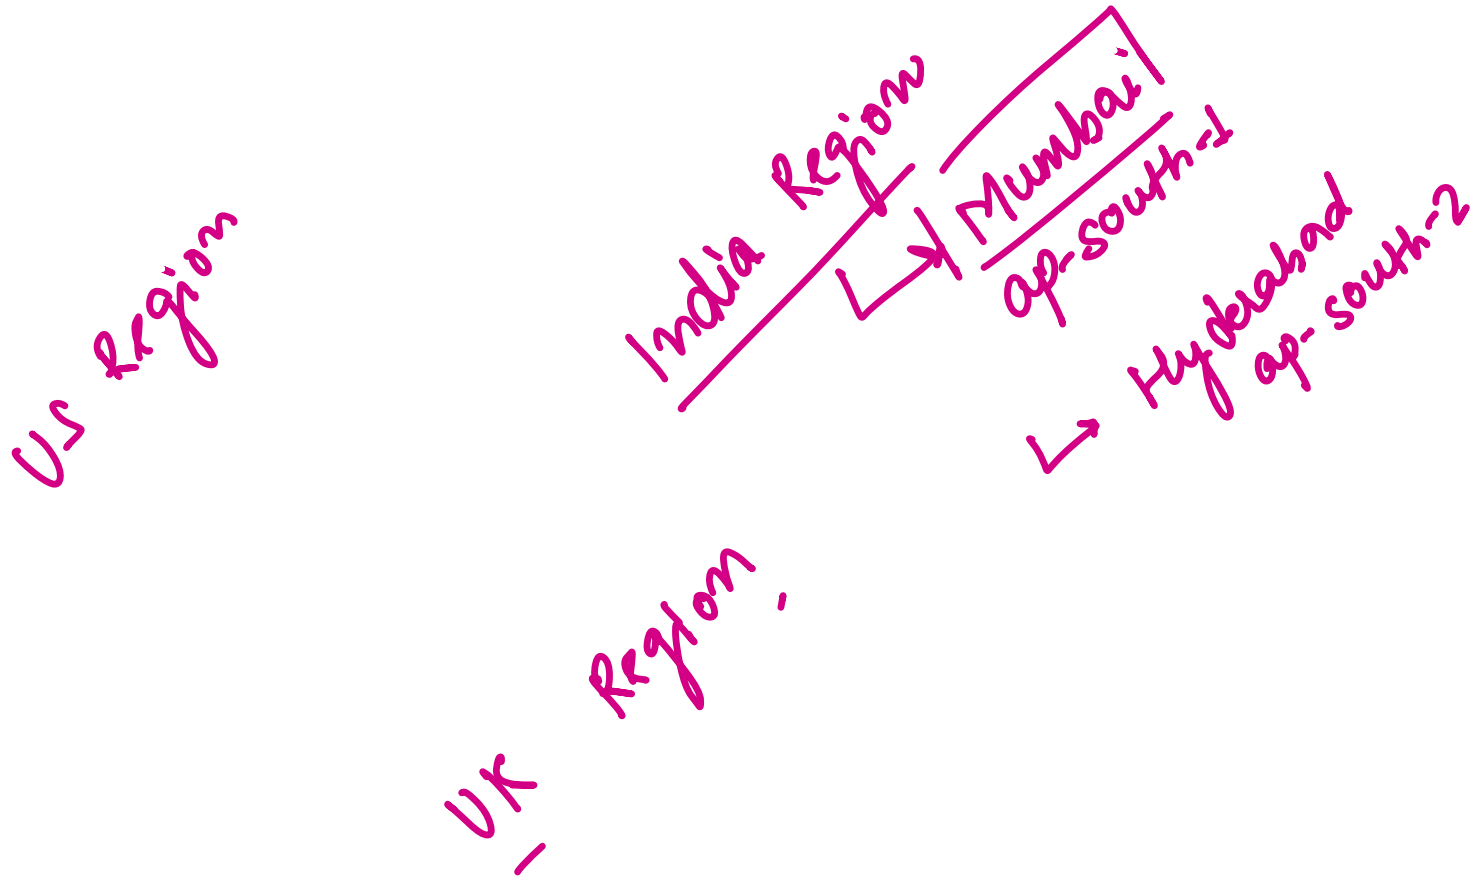 US Region
India Region
Mumbai
ap-south-1
Hyderabad
ap-south-2
UK Region